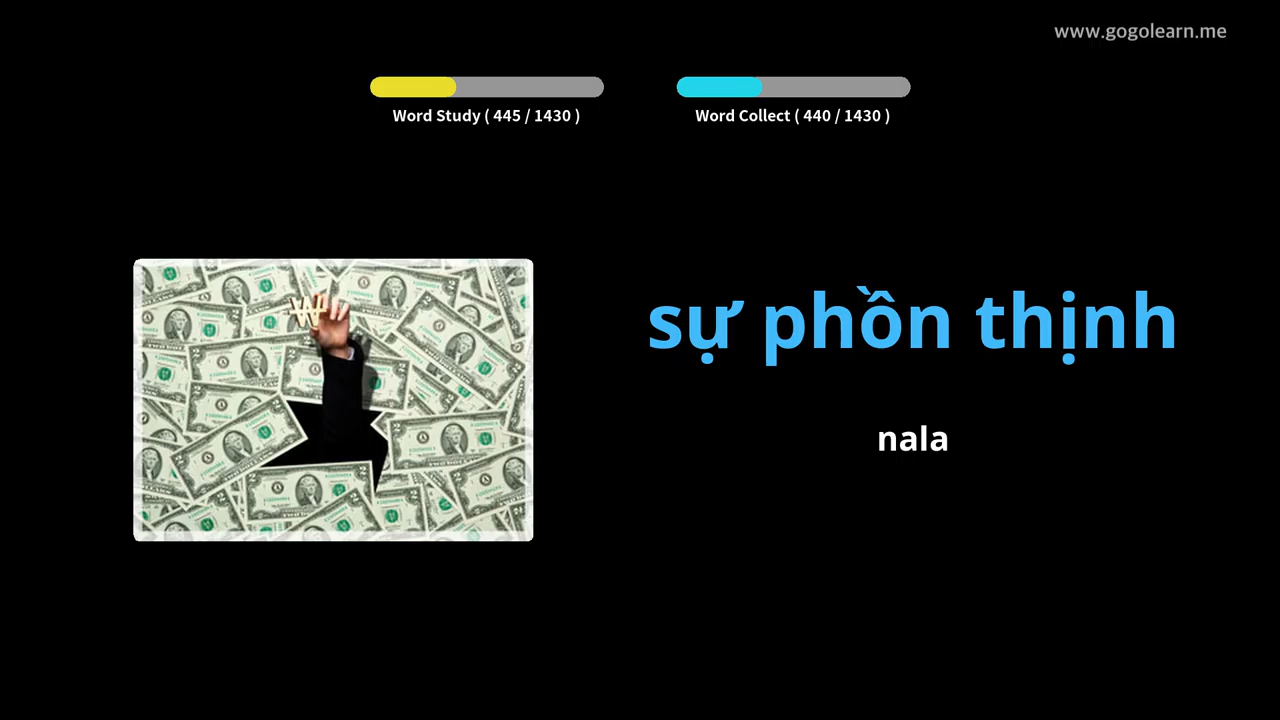 www.gogolearn.me
Word Study ( 445 / 1430 )
Word Collect ( 440 / 1430 )
sự phồn thịnh
nala